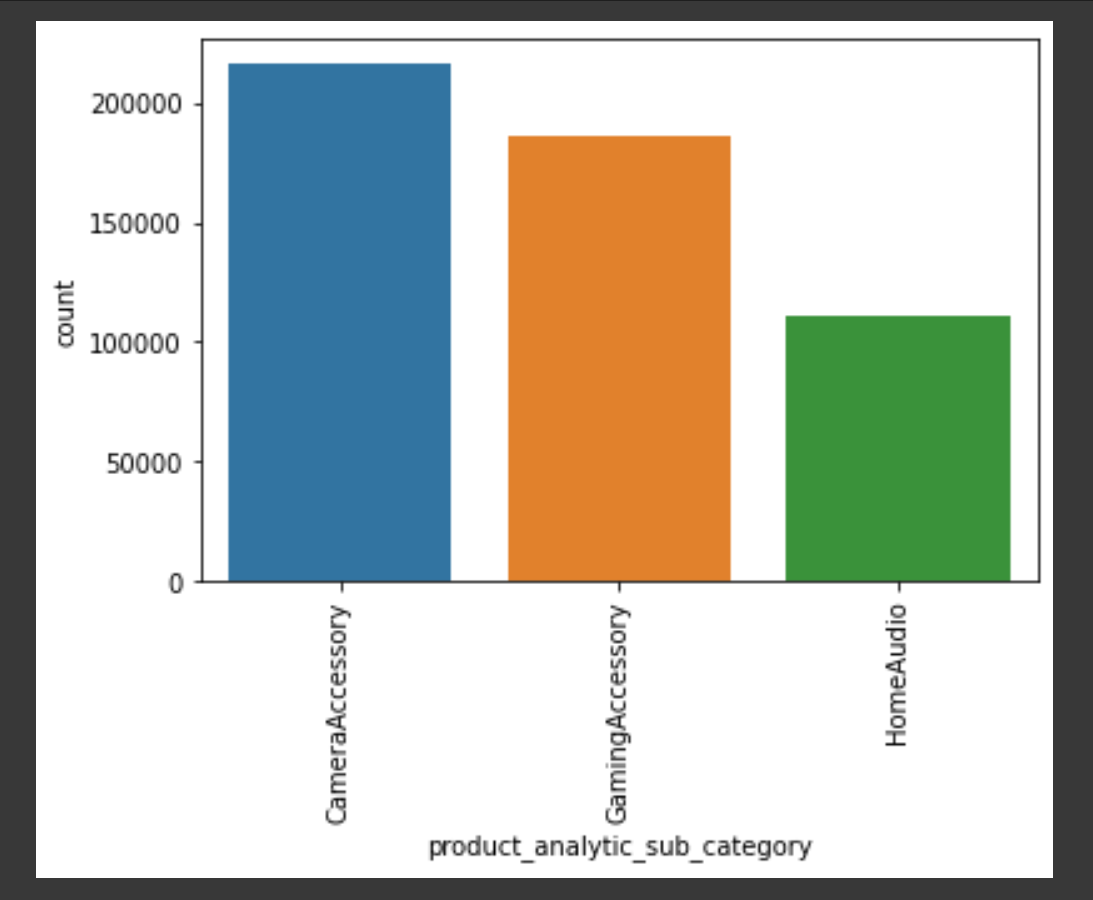 200000
150000
100000
50000
0
count
CameraAccessory
GamingAccessory
HomeAudio
product_analytic_sub_category